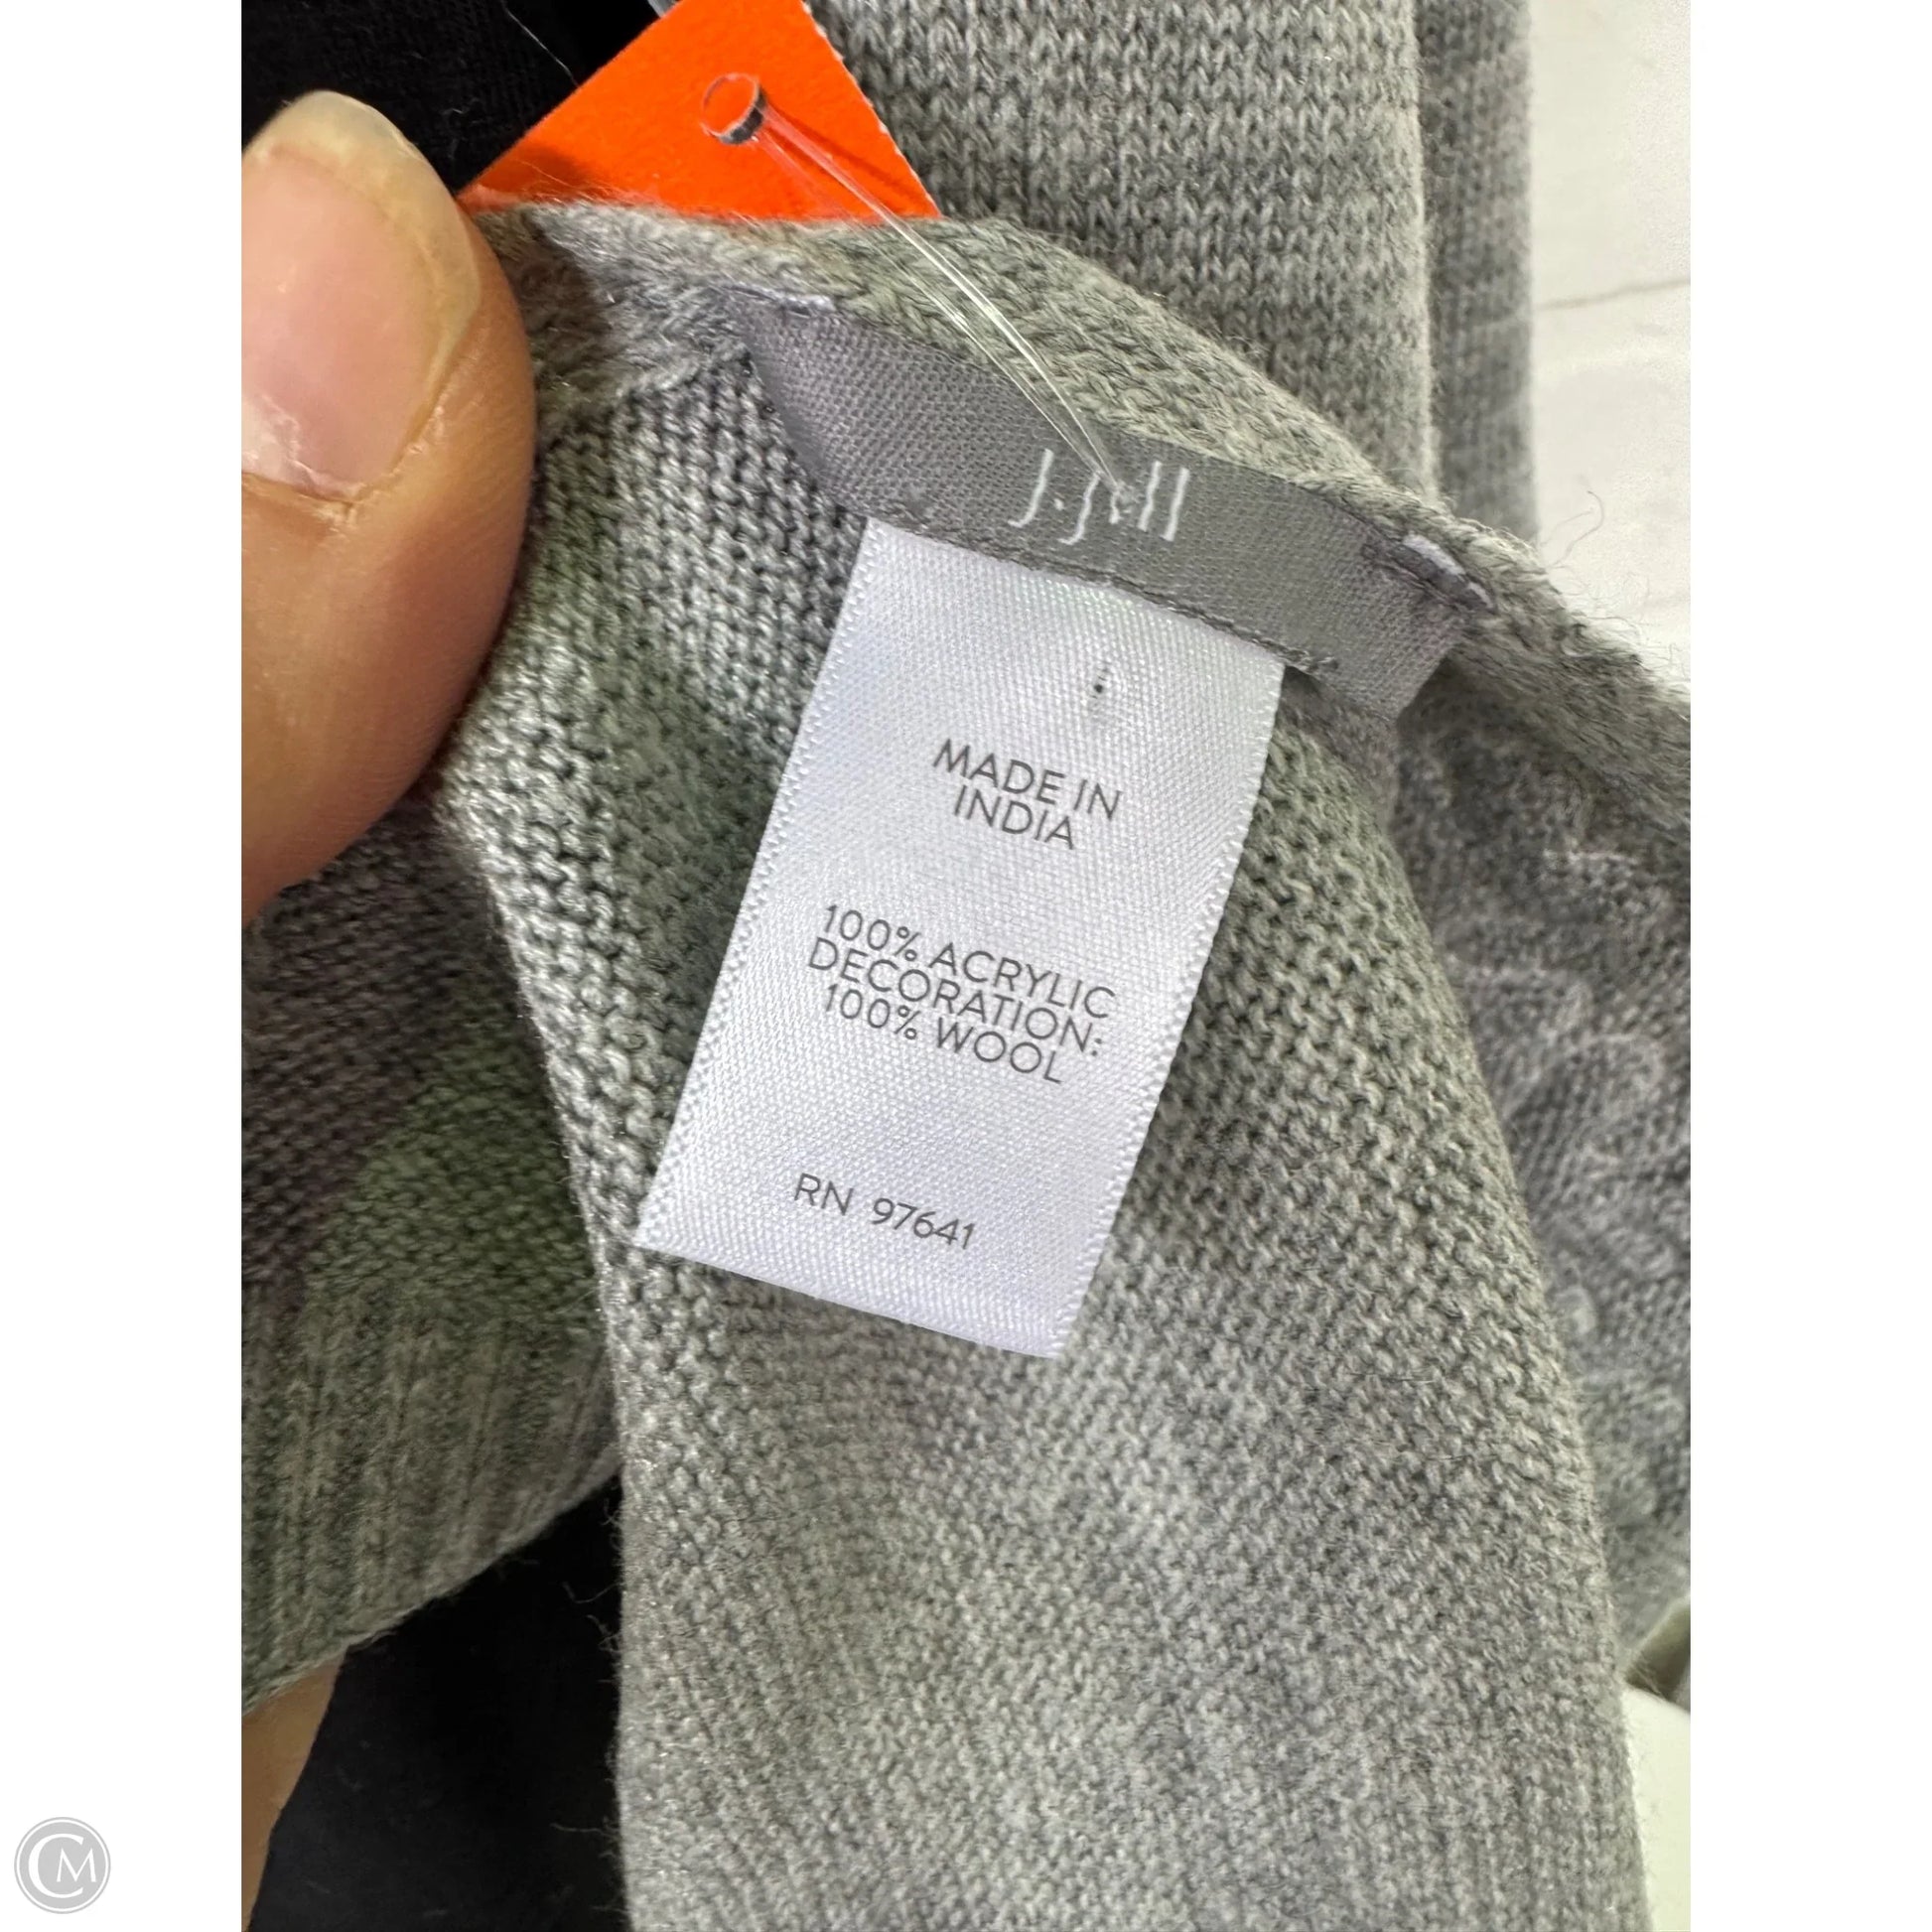 J.Jill
MADE IN
INDIA
100% ACRYLIC
DECORATION:
100% WOOL
RN 97641
CM